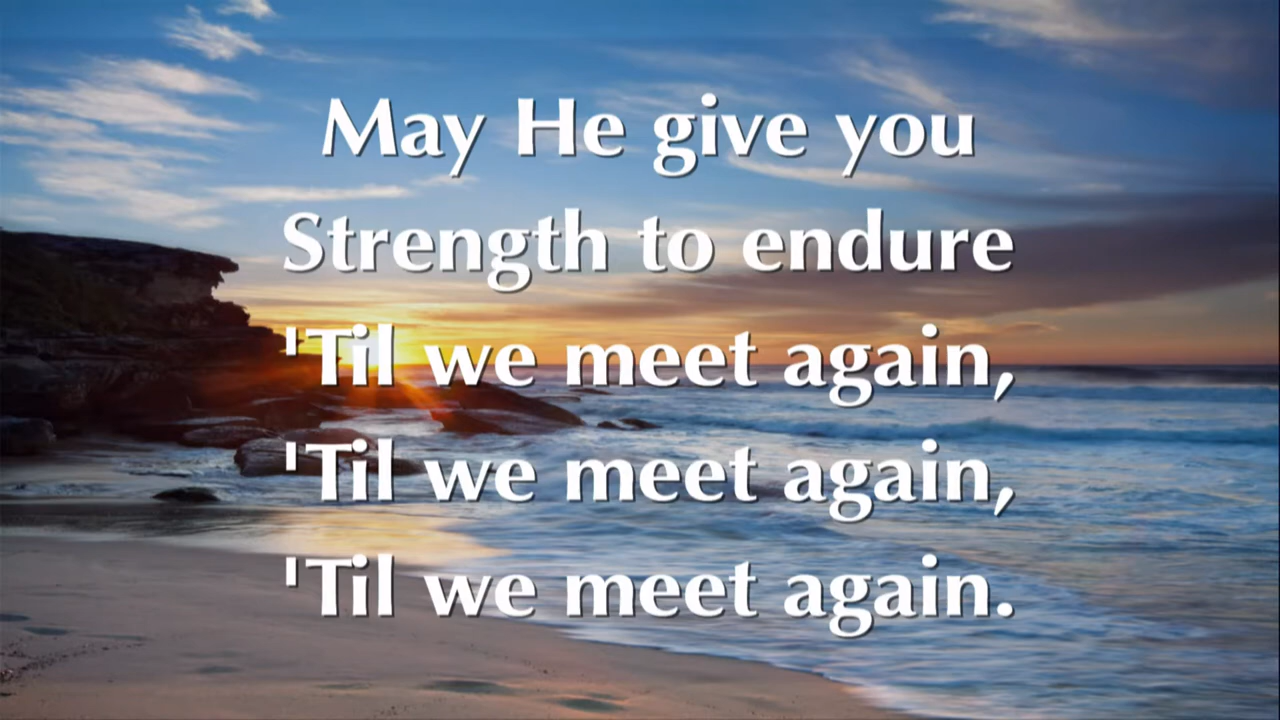 May He give you
Strength to endure
'Til we meet again,
'Til we meet again,
'Til we meet again.